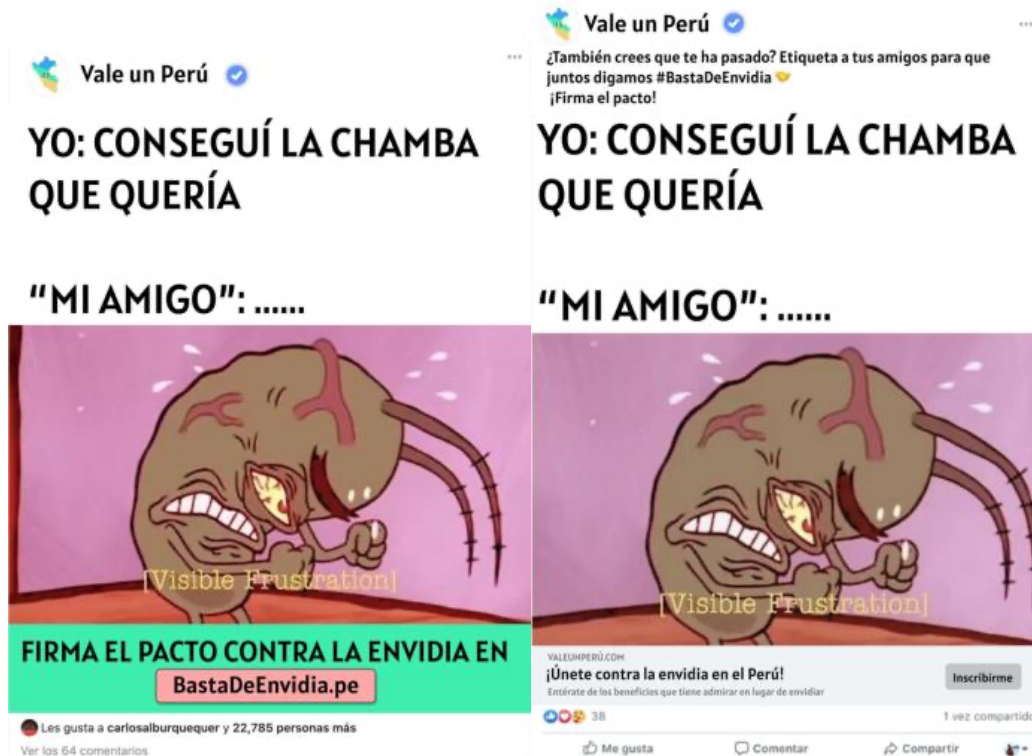 Vale un Perú
YO: CONSEGUÍ LA CHAMBA
QUE QUERÍA
“MI AMIGO”: ......
[Visible Frustration]
FIRMA EL PACTO CONTRA LA ENVIDIA EN
BastaDeEnvidia.pe
Les gusta a carlosalburquequer y 22,785 personas más
Ver los 64 comentarios
Vale un Perú
¿También crees que te ha pasado? Etiqueta a tus amigos para que
juntos digamos #BastaDeEnvidia
¡Firma el pacto!
YO: CONSEGUÍ LA CHAMBA
QUE QUERÍA
“MI AMIGO”: ......
[Visible Frustration]
VALEUNPERÚ.COM
¡Únete contra la envidia en el Perú!
Entérate de los beneficios que tiene admirar en lugar de envidiar
Inscribirme
38
1 vez compartido
Me gusta
Comentar
Compartir